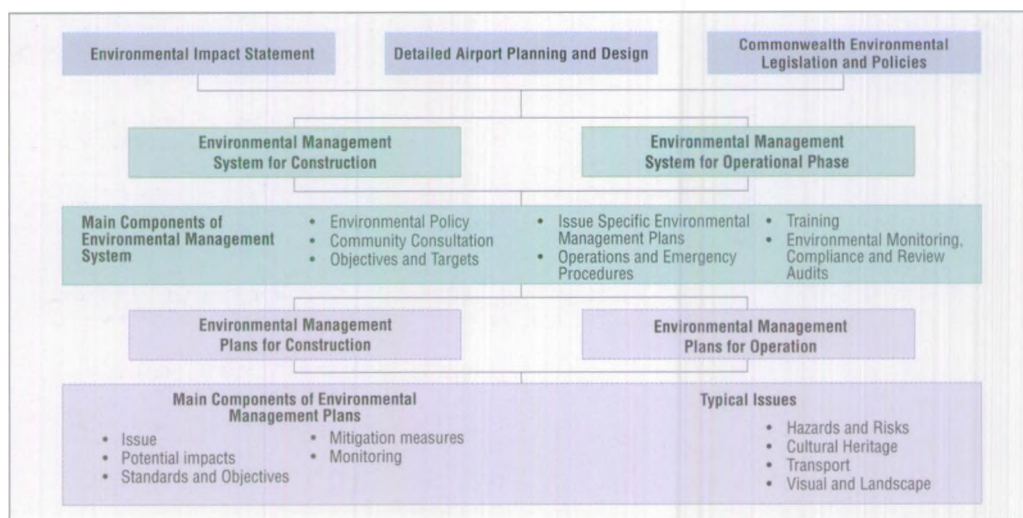 Environmental Impact Statement
Detailed Airport Planning and Design
Commonwealth Environmental
Legislation and Policies
Environmental Management
System for Construction
Environmental Management
System for Operational Phase
Main Components of
Environmental Management
System
• Environmental Policy
• Community Consultation
• Objectives and Targets
• Issue Specific Environmental
Management Plans
• Operations and Emergency
Procedures
• Training
• Environmental Monitoring,
Compliance and Review
Audits
Environmental Management
Plans for Construction
Environmental Management
Plans for Operation
Main Components of Environmental
Management Plans
• Issue
• Potential impacts
• Standards and Objectives
• Mitigation measures
• Monitoring
Typical Issues
• Hazards and Risks
• Cultural Heritage
• Transport
• Visual and Landscape